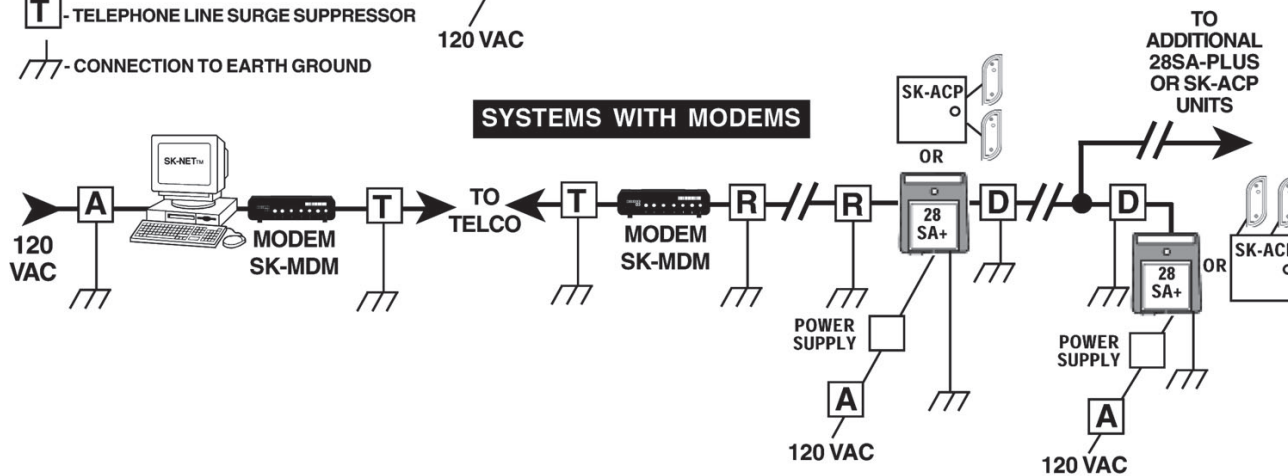 T - TELEPHONE LINE SURGE SUPPRESSOR
- CONNECTION TO EARTH GROUND
120 VAC
SYSTEMS WITH MODEMS
TO
ADDITIONAL
28SA-PLUS
OR SK-ACP
UNITS
SK-ACP
OR
120
VAC
A
SK-NET™
MODEM
SK-MDM
T
TO
TELCO
T
MODEM
SK-MDM
R
R
28
SA+
D
D
28
SA+
OR
POWER
SUPPLY
A
120 VAC
POWER
SUPPLY
A
120 VAC